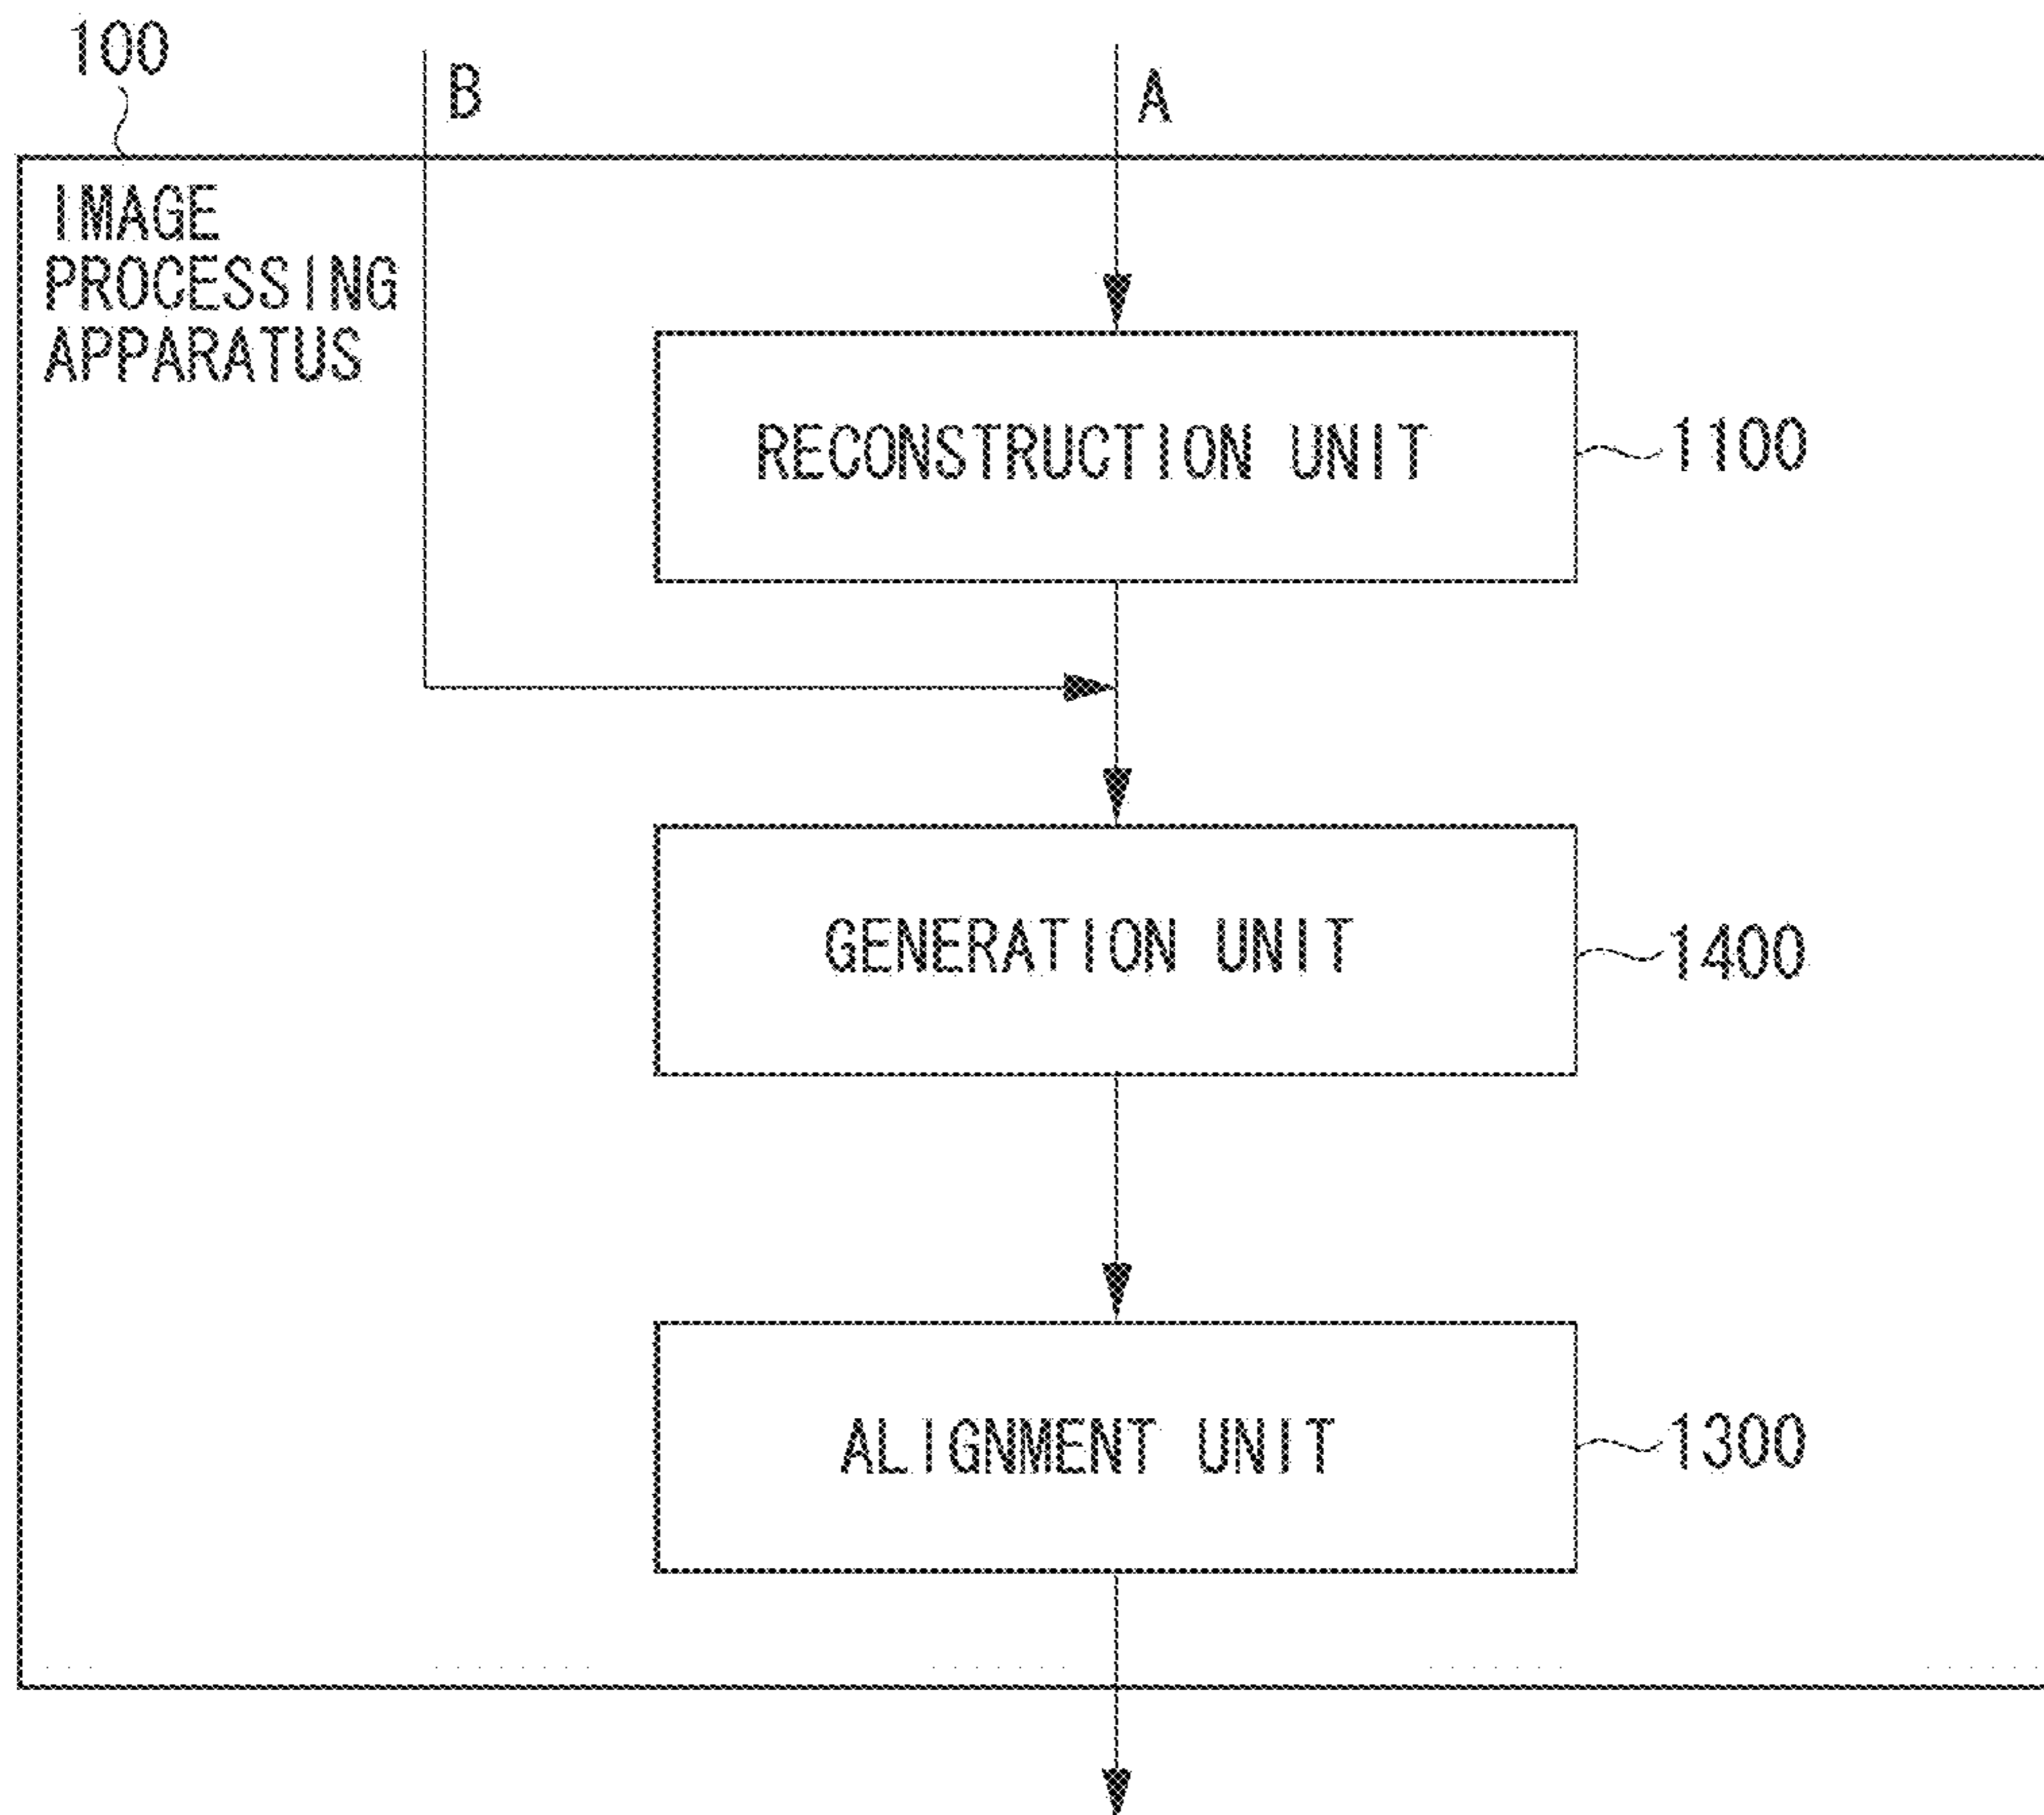 100
B
A
IMAGE
PROCESSING
APPARATUS
RECONSTRUCTION UNIT
1100
GENERATION UNIT
1400
ALIGNMENT UNIT
1300